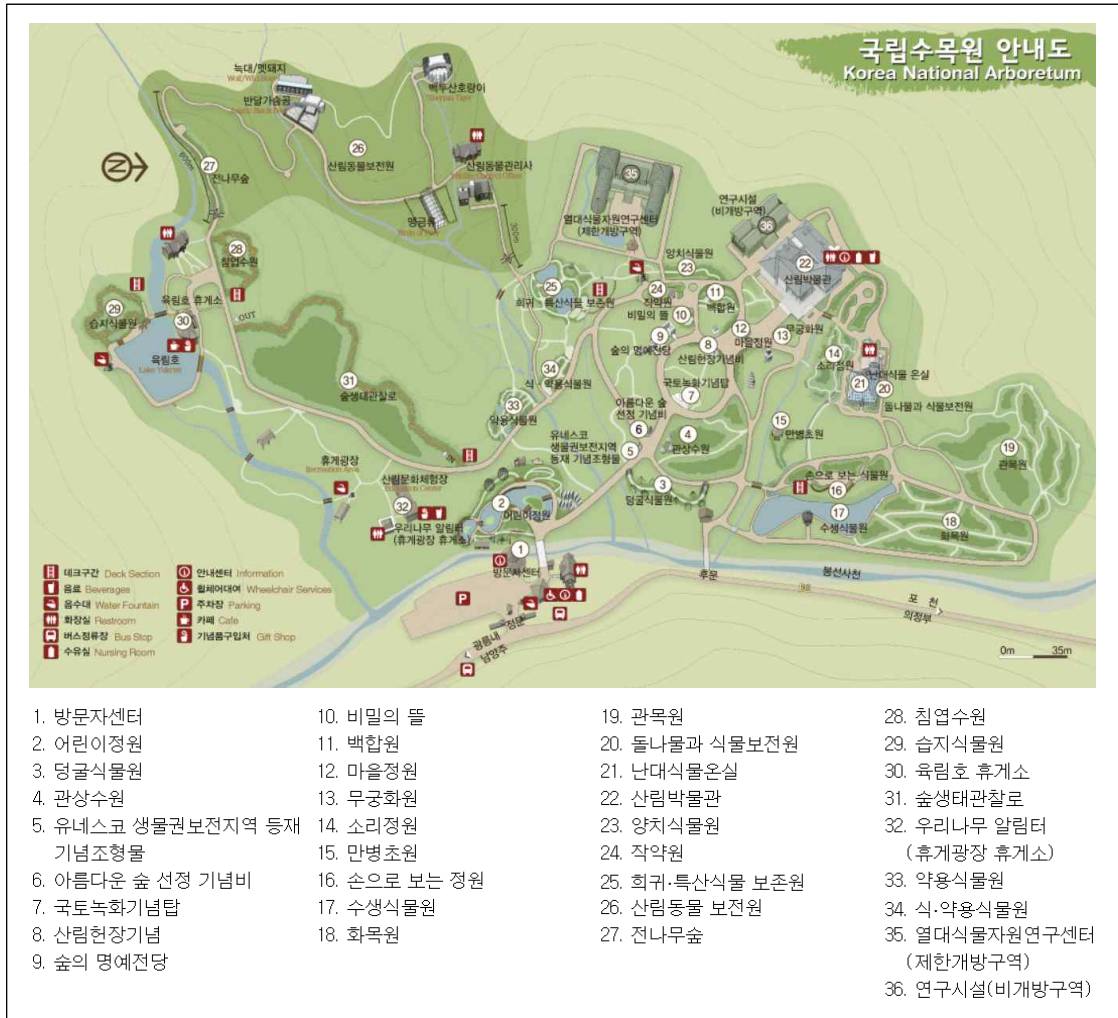 국립수목원 안내도
Korea National Arboretum
늑대/멧돼지
반달가슴곰
백두산호랑이
26
산림동물보전원
산림동물관리사
27
전나무숲
600m
맹금류
300m
35
열대식물자원연구센터
(제한개방구역)
연구시설
(비개방구역)
36
22
산림박물관
28
침엽수원
양치식물원
23
25
희귀·특산식물 보존원
24
작약원
11
백합원
비밀의 뜰
10
29
습지식물원
육림호 휴게소
30
OUT
육림호
Lake Yukrim
9
숲의 명예전당
8
산림헌장기념비
12
마을정원
13
무궁화원
14
소리정원
난대식물 온실
21
20
돌나물과 식물보전원
31
숲생태관찰로
34
식·약용식물원
국토녹화기념탑
7
33
약용식물원
아름다운 숲
선정 기념비
6
유네스코
생물권보전지역
등재 기념조형물
5
4
관상수원
15
만병초원
19
관목원
IN
휴게광장
Recreation Area
산림문화체험장
Education Center
32
우리나무 알림터
(휴게광장 휴게소)
2
어린이정원
3
덩굴식물원
손으로 보는 식물원
16
17
수생식물원
18
화목원
1
방문자센터
후문
봉선사천
98
포 천
의정부
정문
광릉내
남양주
P
0m
35m
데크구간 Deck Section
음료 Beverages
음수대 Water Fountain
화장실 Restroom
버스정류장 Bus Stop
수유실 Nursing Room
안내센터 Information
휠체어대여 Wheelchair Services
P 주차장 Parking
카페 Cafe
기념품구입처 Gift Shop
1. 방문자센터
2. 어린이정원
3. 덩굴식물원
4. 관상수원
5. 유네스코 생물권보전지역 등재
기념조형물
6. 아름다운 숲 선정 기념비
7. 국토녹화기념탑
8. 산림헌장기념
9. 숲의 명예전당
10. 비밀의 뜰
11. 백합원
12. 마을정원
13. 무궁화원
14. 소리정원
15. 만병초원
16. 손으로 보는 정원
17. 수생식물원
18. 화목원
19. 관목원
20. 돌나물과 식물보전원
21. 난대식물온실
22. 산림박물관
23. 양치식물원
24. 작약원
25. 희귀·특산식물 보존원
26. 산림동물 보전원
27. 전나무숲
28. 침엽수원
29. 습지식물원
30. 육림호 휴게소
31. 숲생태관찰로
32. 우리나무 알림터
(휴게광장 휴게소)
33. 약용식물원
34. 식·약용식물원
35. 열대식물자원연구센터
(제한개방구역)
36. 연구시설(비개방구역)